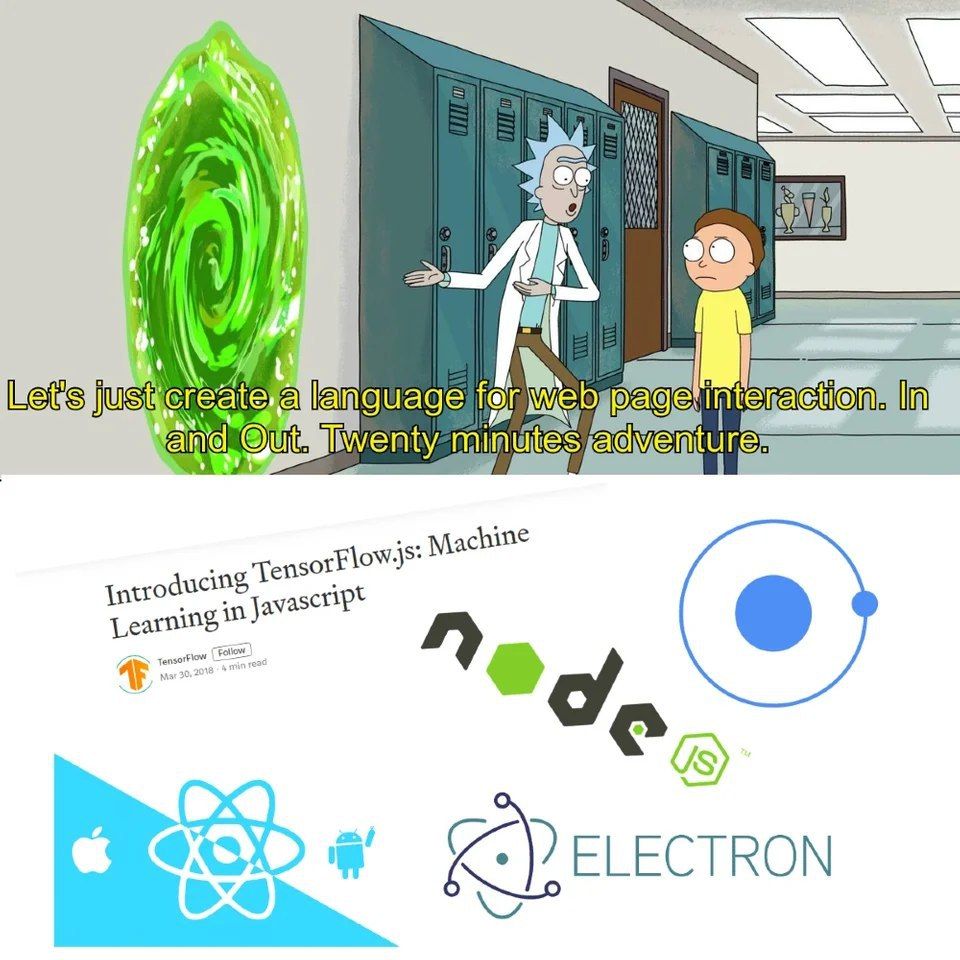 Let's just create a language for web page interaction. In
and Out. Twenty minutes adventure.
Introducing TensorFlow.js: Machine
Learning in Javascript
TensorFlow Follow
Mar 30, 2018 · 4 min read
node
JS
TM
ELECTRON